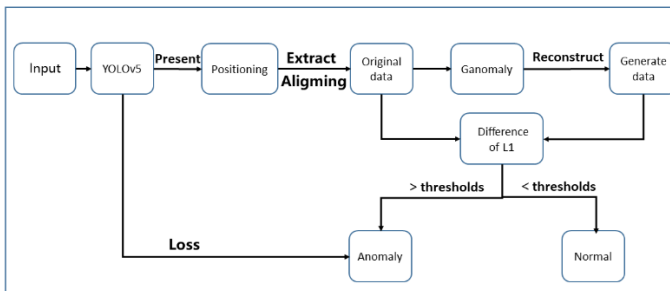 Input
YOLOv5
Present
Positioning
Extract
Aligming
Original
data
Ganomaly
Reconstruct
Generate
data
Difference
of L1
> thresholds
< thresholds
Loss
Anomaly
Normal